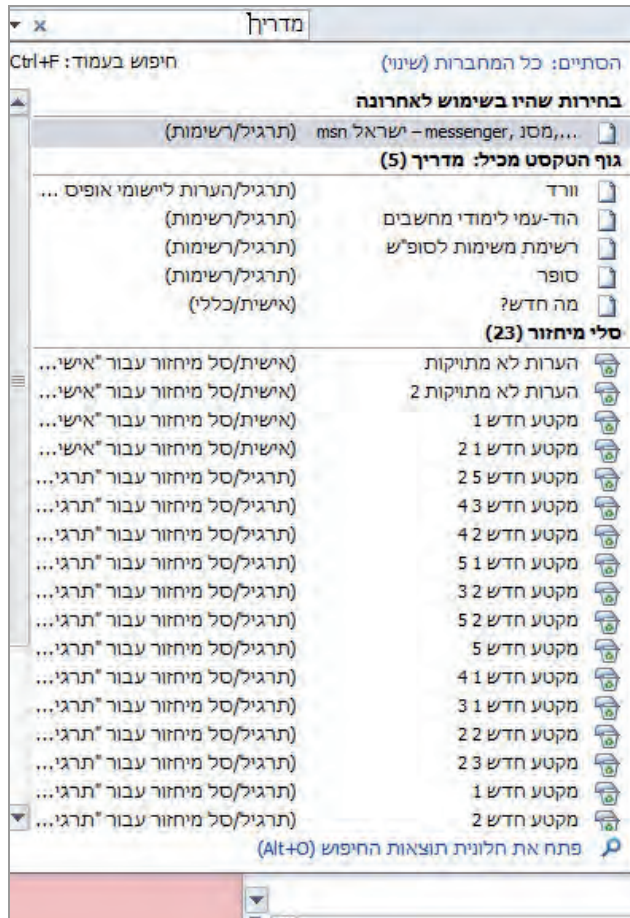 מדריך
הסתיים: כל המחברות (שינוי) חיפוש בעמוד: Ctrl+F
בחירות שהיו בשימוש לאחרונה
...,מסנ ,messenger – ישראל msn (תרגיל/רשימות)
גוף הטקסט מכיל: מדריך (5)
וורד (תרגיל/הערות ליישומי אופיס ...
הוד-עמי לימודי מחשבים (תרגיל/רשימות)
רשימת משימות לסופ"ש (תרגיל/רשימות)
סופר (תרגיל/רשימות)
מה חדש? (אישית/כללי)
סלי מיחזור (23)
הערות לא מתויקות (אישית/סל מיחזור עבור "אישי...
הערות לא מתויקות 2 (אישית/סל מיחזור עבור "אישי...
מקטע חדש 1 (אישית/סל מיחזור עבור "אישי...
מקטע חדש 1 2 (אישית/סל מיחזור עבור "אישי...
מקטע חדש 5 2 (תרגיל/סל מיחזור עבור "תרגי...
מקטע חדש 3 4 (תרגיל/סל מיחזור עבור "תרגי...
מקטע חדש 2 4 (תרגיל/סל מיחזור עבור "תרגי...
מקטע חדש 1 5 (תרגיל/סל מיחזור עבור "תרגי...
מקטע חדש 2 3 (תרגיל/סל מיחזור עבור "תרגי...
מקטע חדש 2 5 (תרגיל/סל מיחזור עבור "תרגי...
מקטע חדש 5 (תרגיל/סל מיחזור עבור "תרגי...
מקטע חדש 1 4 (תרגיל/סל מיחזור עבור "תרגי...
מקטע חדש 1 3 (תרגיל/סל מיחזור עבור "תרגי...
מקטע חדש 2 2 (תרגיל/סל מיחזור עבור "תרגי...
מקטע חדש 3 2 (תרגיל/סל מיחזור עבור "תרגי...
מקטע חדש 1 (תרגיל/סל מיחזור עבור "תרגי...
מקטע חדש 2 (תרגיל/סל מיחזור עבור "תרגי...
פתח את חלונית תוצאות החיפוש (Alt+O)